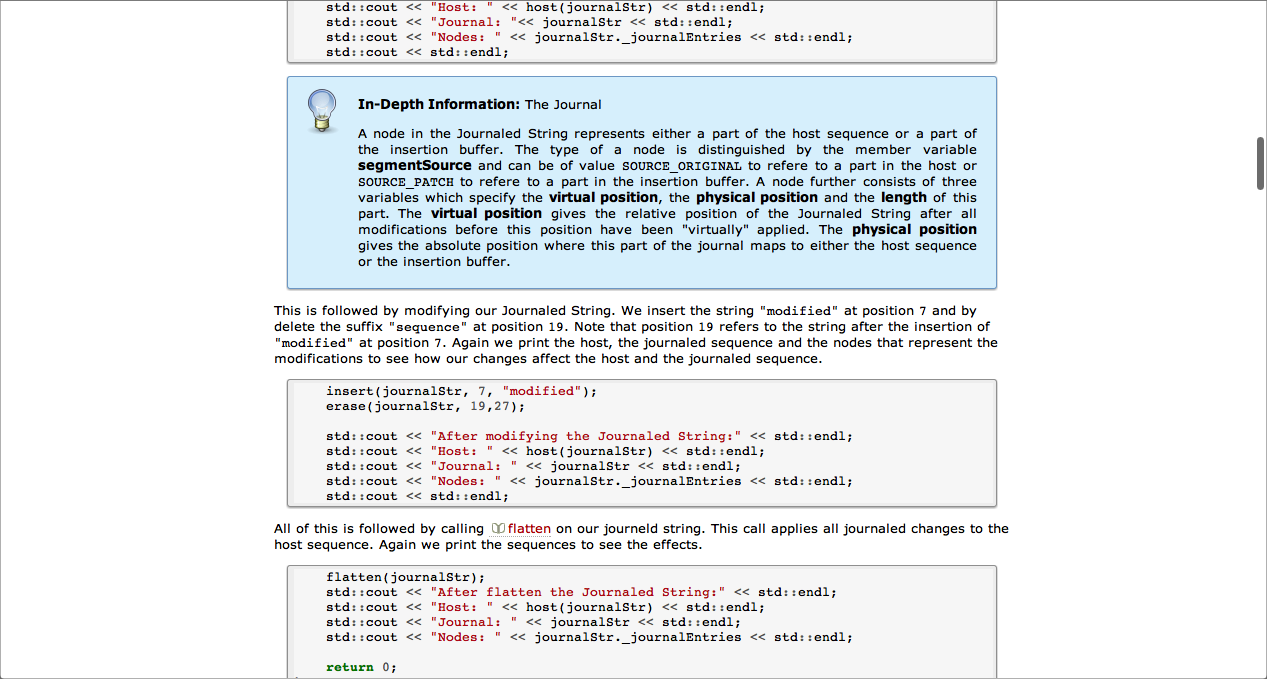 std::cout << "Host: " << host(journalStr) << std::endl;
std::cout << "Journal: "<< journalStr << std::endl;
std::cout << "Nodes: " << journalStr._journalEntries << std::endl;
std::cout << std::endl;
In-Depth Information: The Journal
A node in the Journaled String represents either a part of the host sequence or a part of
the insertion buffer. The type of a node is distinguished by the member variable
segmentSource and can be of value SOURCE_ORIGINAL to refere to a part in the host or
SOURCE_PATCH to refere to a part in the insertion buffer. A node further consists of three
variables which specify the virtual position, the physical position and the length of this
part. The virtual position gives the relative position of the Journaled String after all
modifications before this position have been "virtually" applied. The physical position
gives the absolute position where this part of the journal maps to either the host sequence
or the insertion buffer.
This is followed by modifying our Journaled String. We insert the string "modified" at position 7 and by
delete the suffix "sequence" at position 19. Note that position 19 refers to the string after the insertion of
"modified" at position 7. Again we print the host, the journaled sequence and the nodes that represent the
modifications to see how our changes affect the host and the journaled sequence.
insert(journalStr, 7, "modified");
erase(journalStr, 19,27);
std::cout << "After modifying the Journaled String:" << std::endl;
std::cout << "Host: " << host(journalStr) << std::endl;
std::cout << "Journal: " << journalStr << std::endl;
std::cout << "Nodes: " << journalStr._journalEntries << std::endl;
std::cout << std::endl;
All of this is followed by calling flatten on our journeld string. This call applies all journaled changes to the
host sequence. Again we print the sequences to see the effects.
flatten(journalStr);
std::cout << "After flatten the Journaled String:" << std::endl;
std::cout << "Host: " << host(journalStr) << std::endl;
std::cout << "Journal: " << journalStr << std::endl;
std::cout << "Nodes: " << journalStr._journalEntries << std::endl;
return 0;